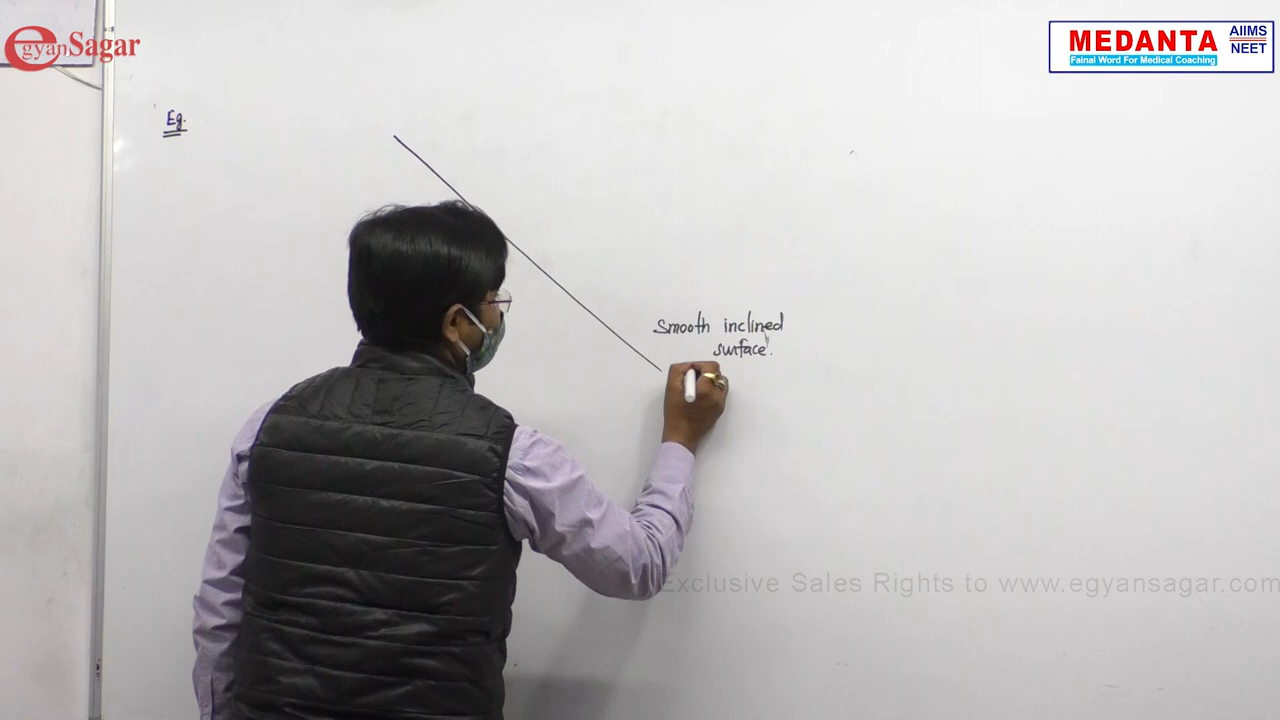 egyanSagar
MEDANTA
AIIMS
NEET
Fainal Word For Medical Coaching
Eg.
Smooth inclined
surface.
Exclusive Sales Rights to www.egyansagar.com